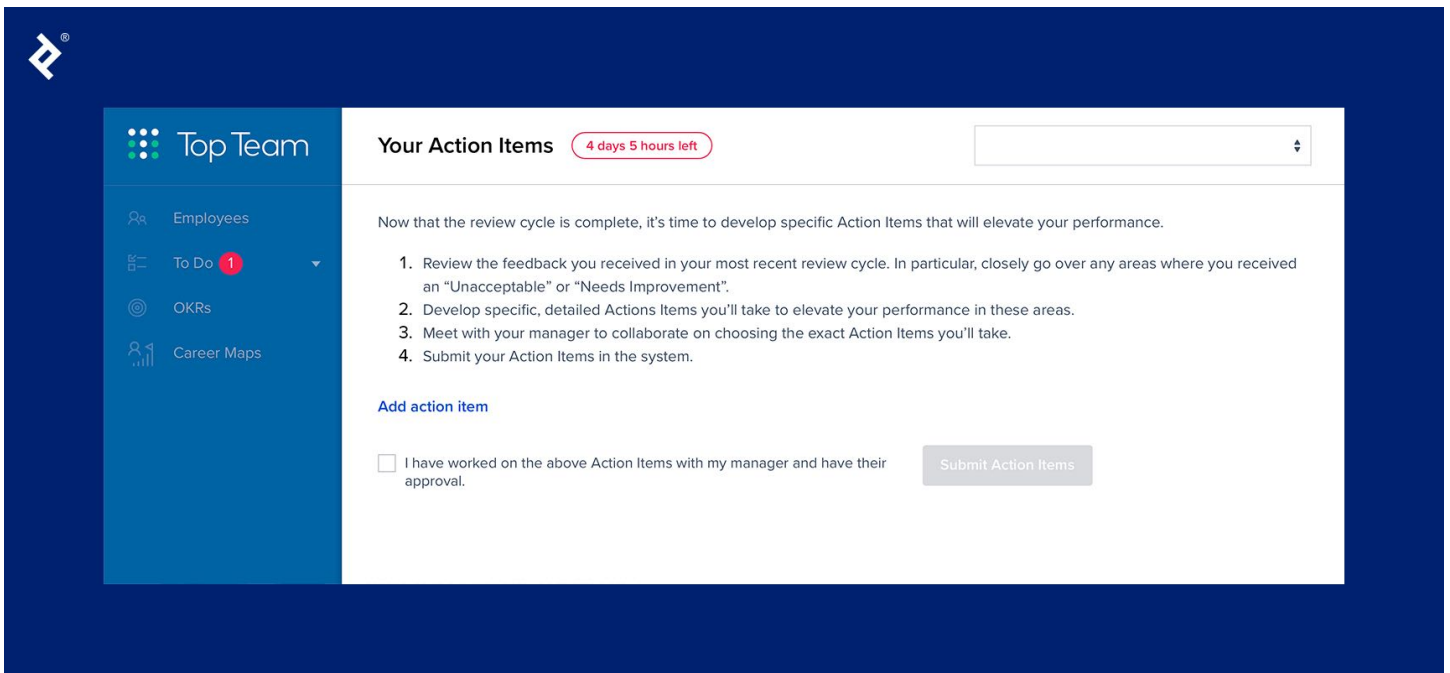 ®
Top Team
Employees
To Do 1
OKRs
Career Maps
Your Action Items
4 days 5 hours left
Now that the review cycle is complete, it’s time to develop specific Action Items that will elevate your performance.
1. Review the feedback you received in your most recent review cycle. In particular, closely go over any areas where you received
an “Unacceptable” or “Needs Improvement”.
2. Develop specific, detailed Actions Items you’ll take to elevate your performance in these areas.
3. Meet with your manager to collaborate on choosing the exact Action Items you’ll take.
4. Submit your Action Items in the system.
Add action item
I have worked on the above Action Items with my manager and have their
approval.
Submit Action Items